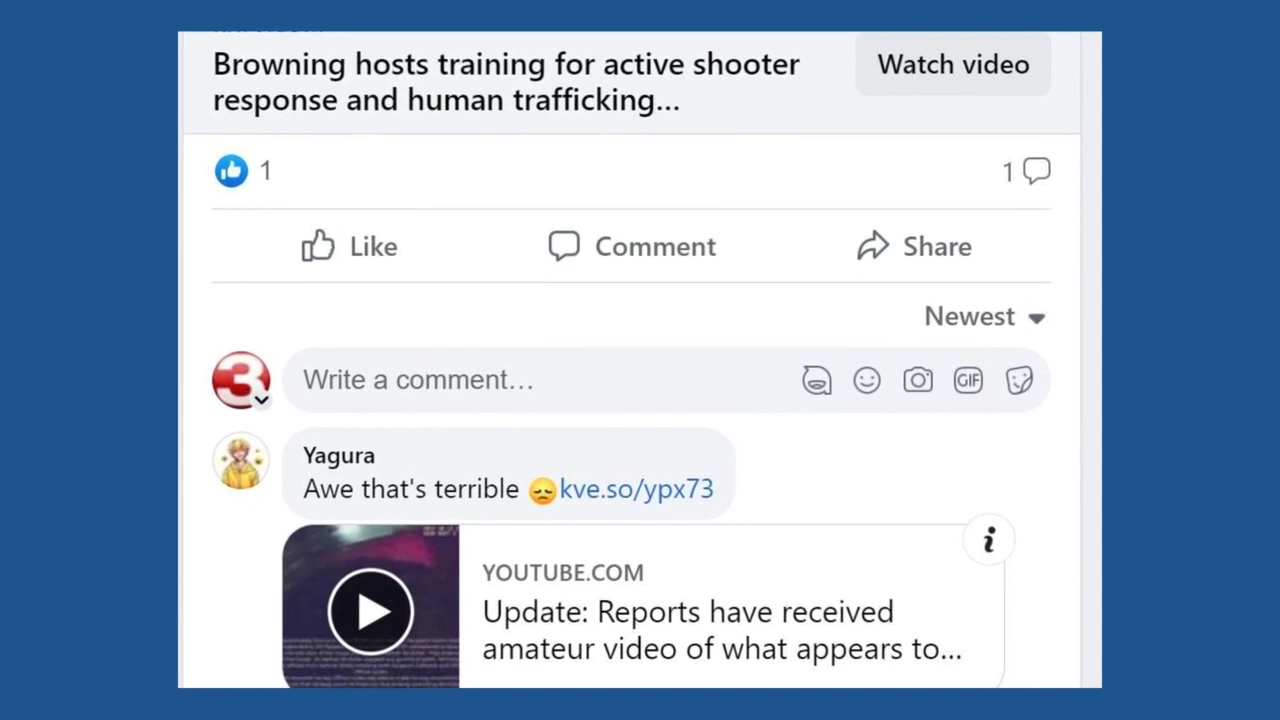 Browning hosts training for active shooter
response and human trafficking...
Watch video
1
1
Like
Comment
Share
Newest
3
Write a comment...
GIF
Yagura
Awe that's terrible 😞kve.so/ypx73
i
YOUTUBE.COM
Update: Reports have received
amateur video of what appears to...